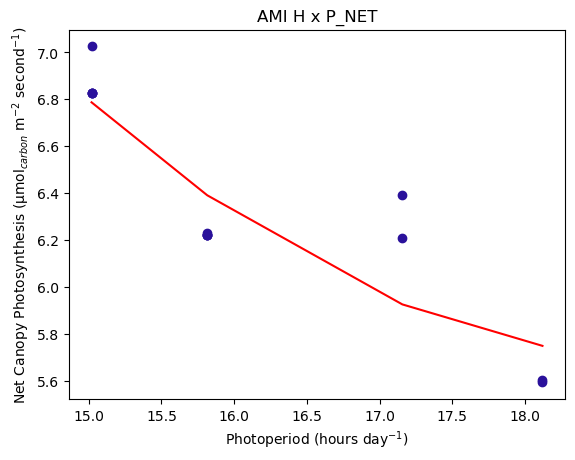 AMI H x P_NET
Net Canopy Photosynthesis (μmol_{carbon} m^{−2} second^{−1})
7.0
6.8
6.6
6.4
6.2
6.0
5.8
5.6
15.0 15.5 16.0 16.5 17.0 17.5 18.0
Photoperiod (hours day^{−1})